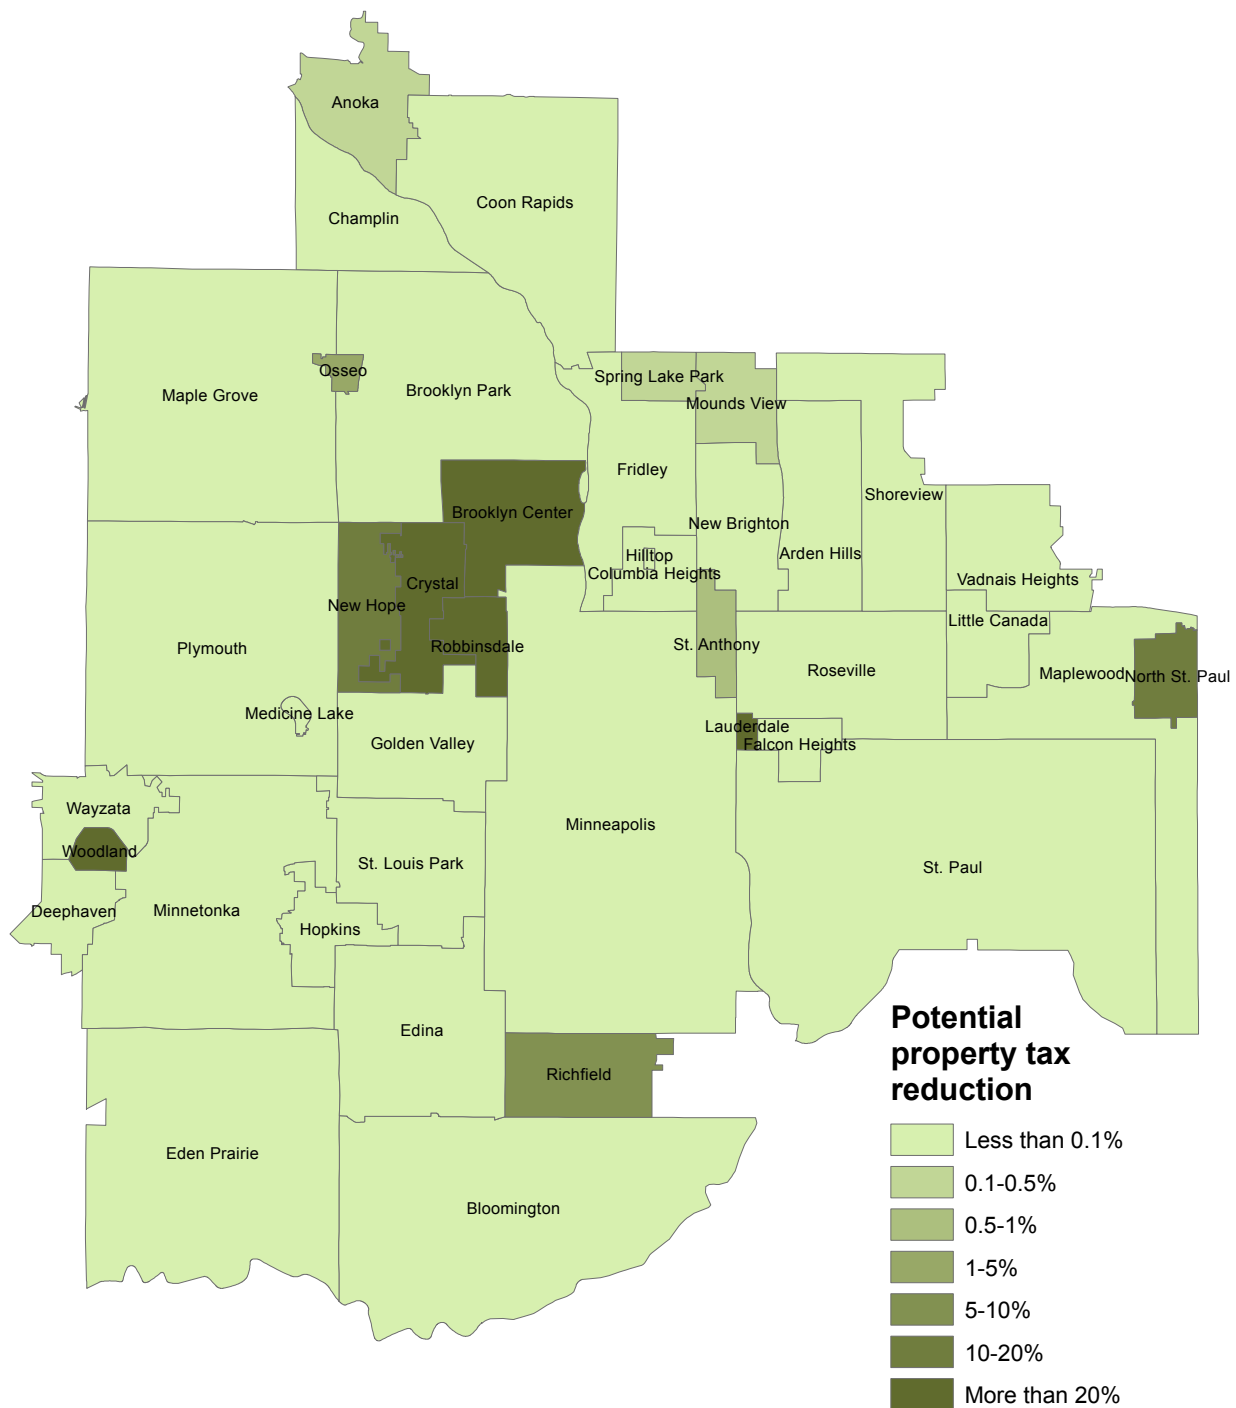 Anoka
Coon Rapids
Champlin
Osseo
Spring Lake Park
Maple Grove
Brooklyn Park
Mounds View
Fridley
Shoreview
Brooklyn Center
New Brighton
Hilltop
Arden Hills
Columbia Heights
Vadnais Heights
Crystal
New Hope
Little Canada
Plymouth
Robbinsdale
St. Anthony
Roseville
Maplewood
North St. Paul
Medicine Lake
Lauderdale
Golden Valley
Falcon Heights
Wayzata
Minneapolis
Woodland
St. Louis Park
St. Paul
Deephaven
Minnetonka
Hopkins
Edina
Richfield
Eden Prairie
Bloomington
Potential
property tax
reduction
Less than 0.1%
0.1-0.5%
0.5-1%
1-5%
5-10%
10-20%
More than 20%